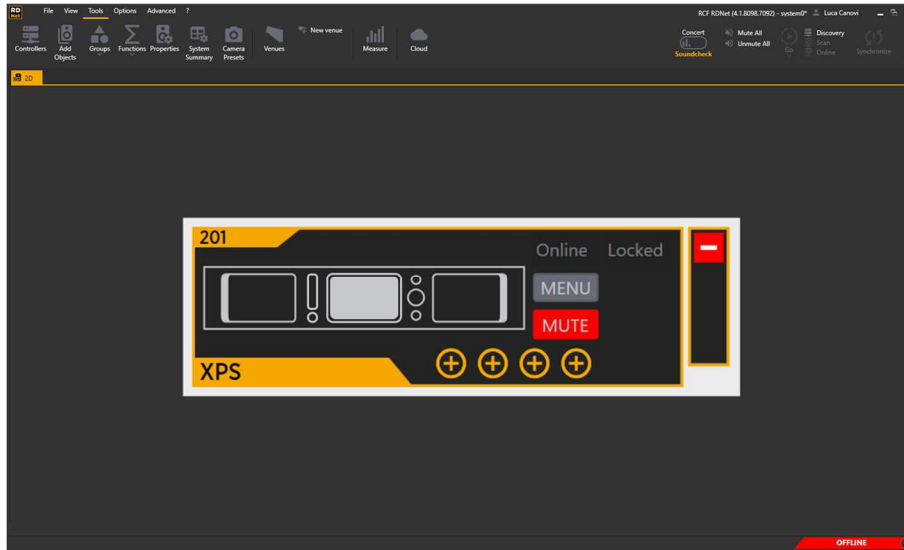 RD Net
File View Tools Options Advanced ?
RCF RDNet (4.1.8098.7092) - system0* Luca Canovi
Controllers
Add Objects
Groups
Functions
Properties
System Summary
Camera Presets
Venues
New venue
Measure
Cloud
Concert
Soundcheck
Mute All
Unmute All
Go
Discovery
Scan
Online
Synchronize
2D
201
Online Locked
MENU
MUTE
XPS
OFFLINE